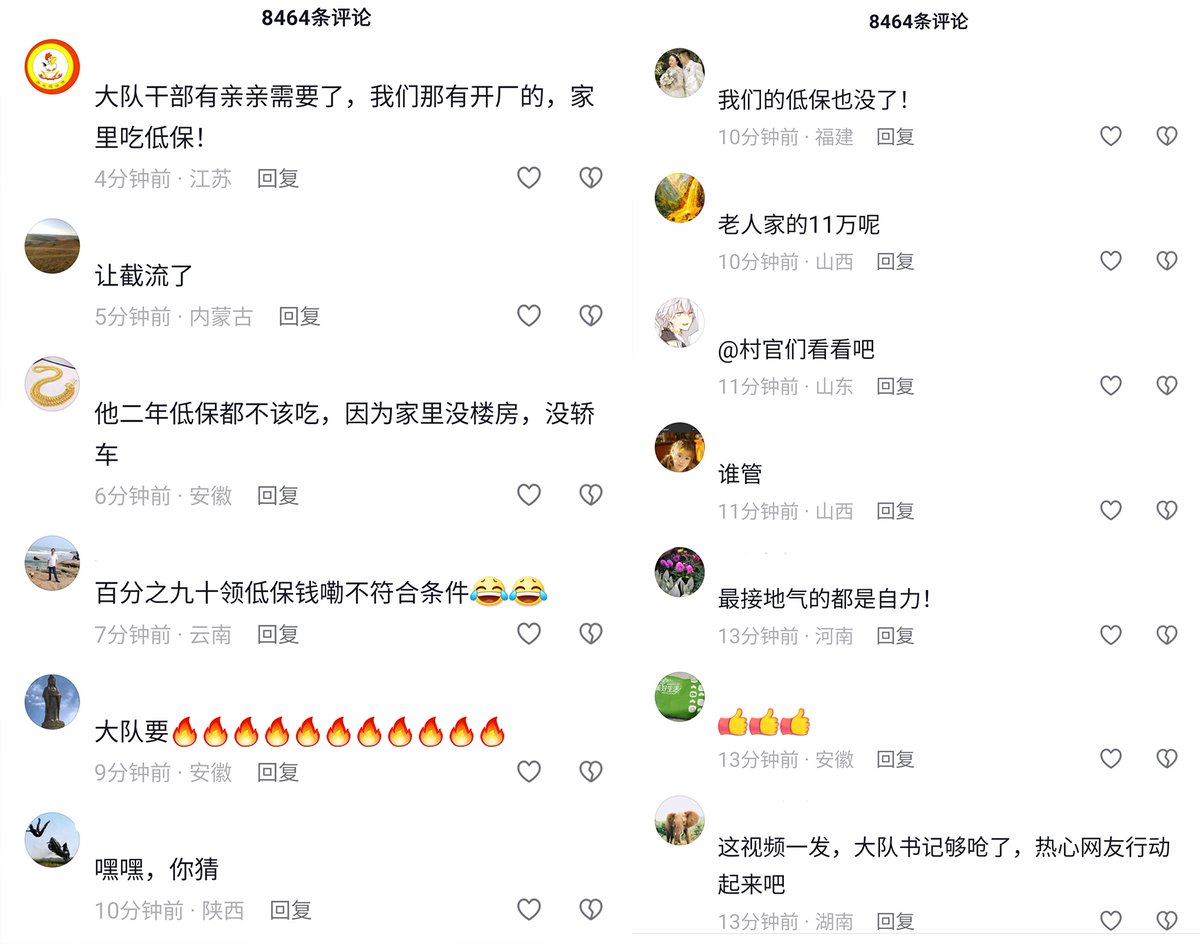 8464条评论
大队干部有亲亲需要了，我们那有开厂的，家
里吃低保！
4分钟前 · 江苏 回复
让截流了
5分钟前 · 内蒙古 回复
他二年低保都不该吃，因为家里没楼房，没轿
车
6分钟前 · 安徽 回复
百分之九十领低保钱嘞不符合条件😂😂
7分钟前 · 云南 回复
大队要🔥🔥🔥🔥🔥🔥🔥🔥🔥🔥🔥
9分钟前 · 安徽 回复
嘿嘿，你猜
10分钟前 · 陕西 回复
8464条评论
我们的低保也没了！
10分钟前 · 福建 回复
老人家的11万呢
10分钟前 · 山西 回复
@村官们看看吧
11分钟前 · 山东 回复
谁管
11分钟前 · 山西 回复
最接地气的都是自力！
13分钟前 · 河南 回复
👍👍👍
13分钟前 · 安徽 回复
这视频一发，大队书记够呛了，热心网友行动
起来吧
13分钟前 · 湖南 回复